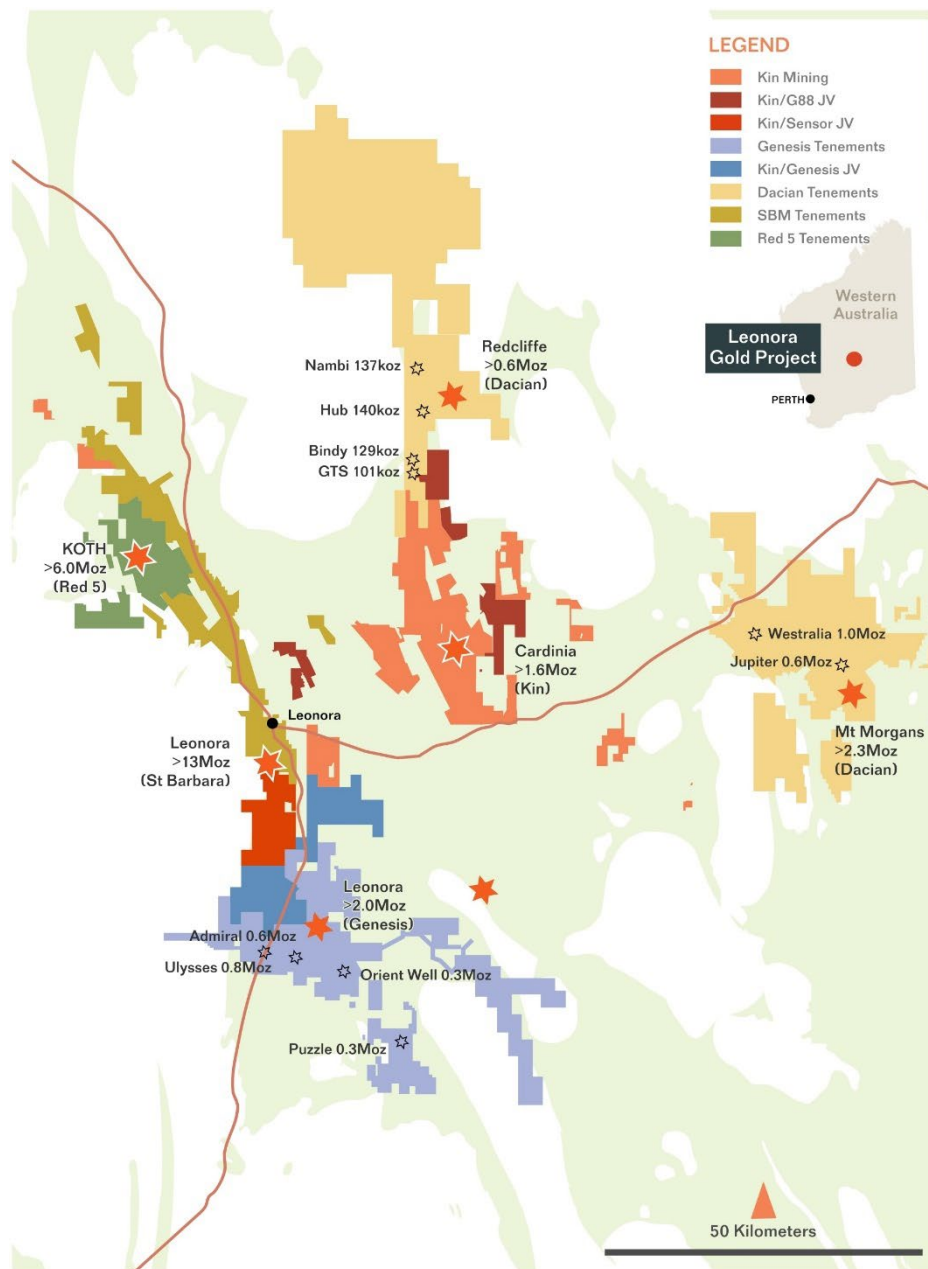 LEGEND
Kin Mining
Kin/G88 JV
Kin/Sensor JV
Genesis Tenements
Kin/Genesis JV
Dacian Tenements
SBM Tenements
Red 5 Tenements
Western
Australia
Leonora
Gold Project
PERTH
Nambi 137koz
Redcliffe
>0.6Moz
(Dacian)
Hub 140koz
Bindy 129koz
GTS 101koz
KOTH
>6.0Moz
(Red 5)
Cardinia
>1.6Moz
(Kin)
Westralia 1.0Moz
Jupiter 0.6Moz
Mt Morgans
>2.3Moz
(Dacian)
Leonora
Leonora
>13Moz
(St Barbara)
Leonora
>2.0Moz
(Genesis)
Admiral 0.6Moz
Ulysses 0.8Moz
Orient Well 0.3Moz
Puzzle 0.3Moz
50 Kilometers